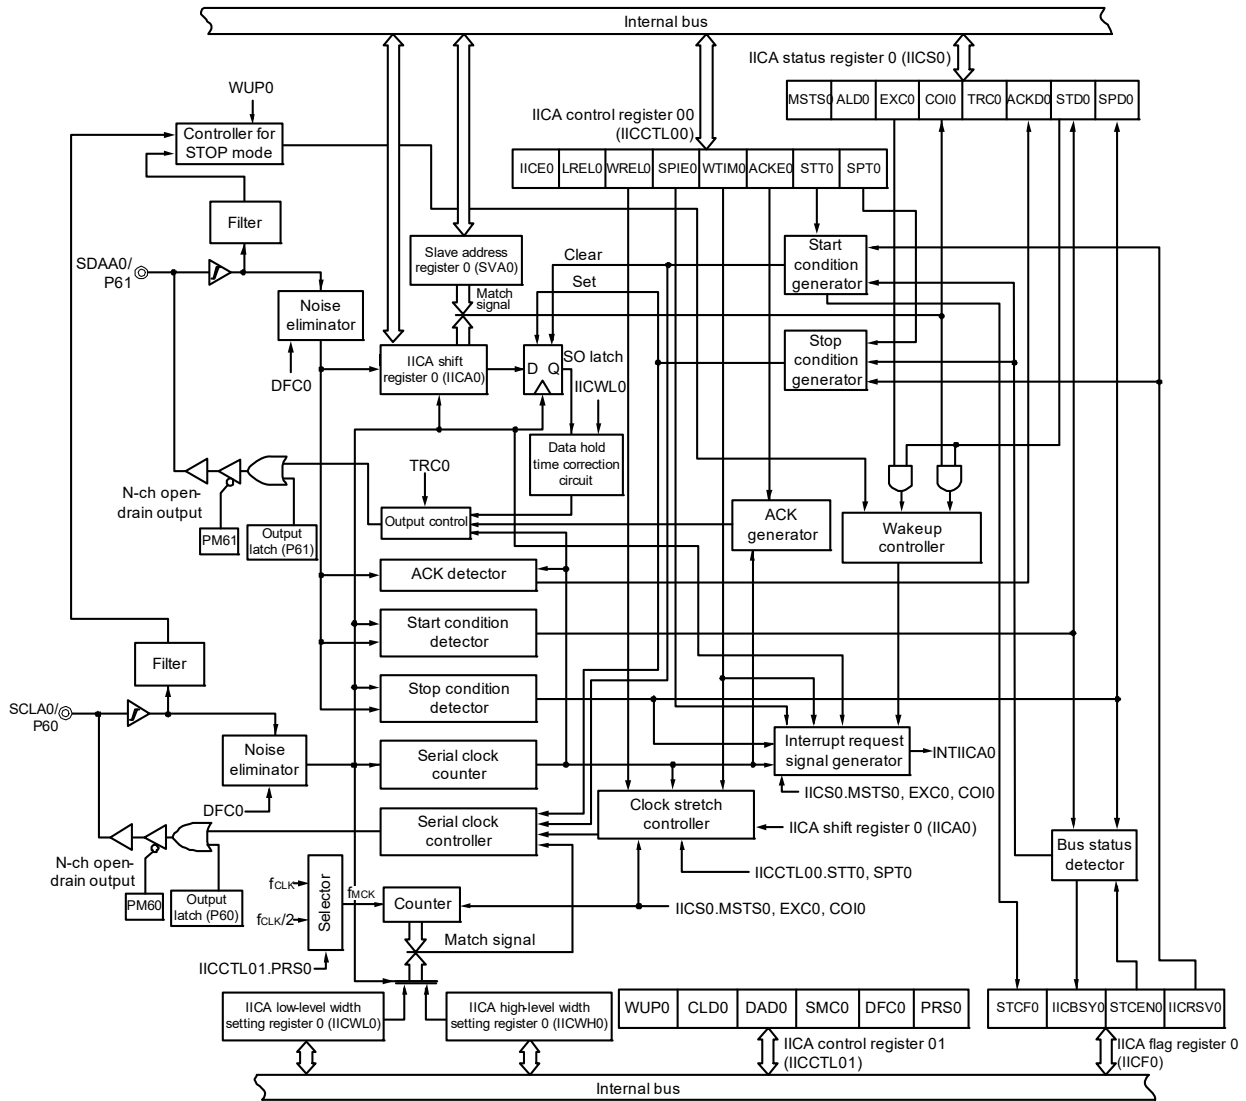 Internal bus
IICA status register 0 (IICS0)
MSTS0 ALD0 EXC0 COI0 TRC0 ACKD0 STD0 SPD0
WUP0
Controller for
STOP mode
IICA control register 00
(IICCTL00)
IICE0 LREL0 WREL0 SPIE0 WTIM0 ACKE0 STT0 SPT0
Filter
SDAA0/
P61
Slave address
register 0 (SVA0)
Clear
Start
condition
generator
Set
Match
signal
Noise
eliminator
DFC0
IICA shift
register 0 (IICA0)
D Q
SO latch
IICWL0
Stop
condition
generator
Data hold
time correction
circuit
TRC0
N-ch open-
drain output
PM61
Output
latch (P61)
Output control
ACK
generator
Wakeup
controller
ACK detector
Start condition
detector
Filter
Stop condition
detector
SCLA0/
P60
Noise
eliminator
DFC0
Serial clock
counter
Interrupt request
signal generator
INTIICA0
IICS0.MSTS0, EXC0, COI0
Clock stretch
controller
IICA shift register 0 (IICA0)
Serial clock
controller
Bus status
detector
N-ch open-
drain output
PM60
Output
latch (P60)
IICCTL00.STT0, SPT0
fCLK
fCLK/2
Selector
fMCK
Counter
IICS0.MSTS0, EXC0, COI0
Match signal
IICCTL01.PRS0
IICA low-level width
setting register 0 (IICWL0)
IICA high-level width
setting register 0 (IICWH0)
WUP0 CLD0 DAD0 SMC0 DFC0 PRS0
STCF0 IICBSY0 STCEN0 IICRSV0
IICA control register 01
(IICCTL01)
IICA flag register 0
(IICF0)
Internal bus